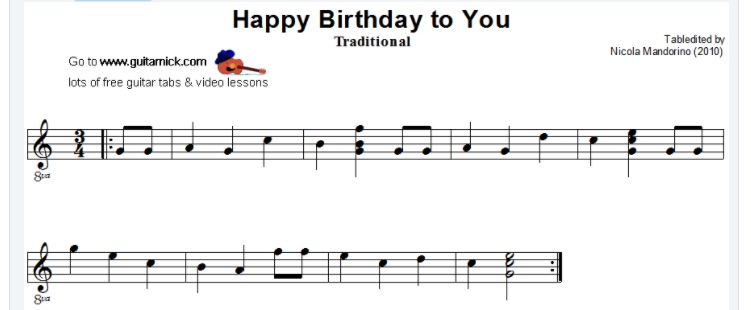 Happy Birthday to You
Traditional
Tabledited by
Nicola Mandorino (2010)
Go to www.guitarnick.com
lots of free guitar tabs & video lessons
3
4
8va
8va